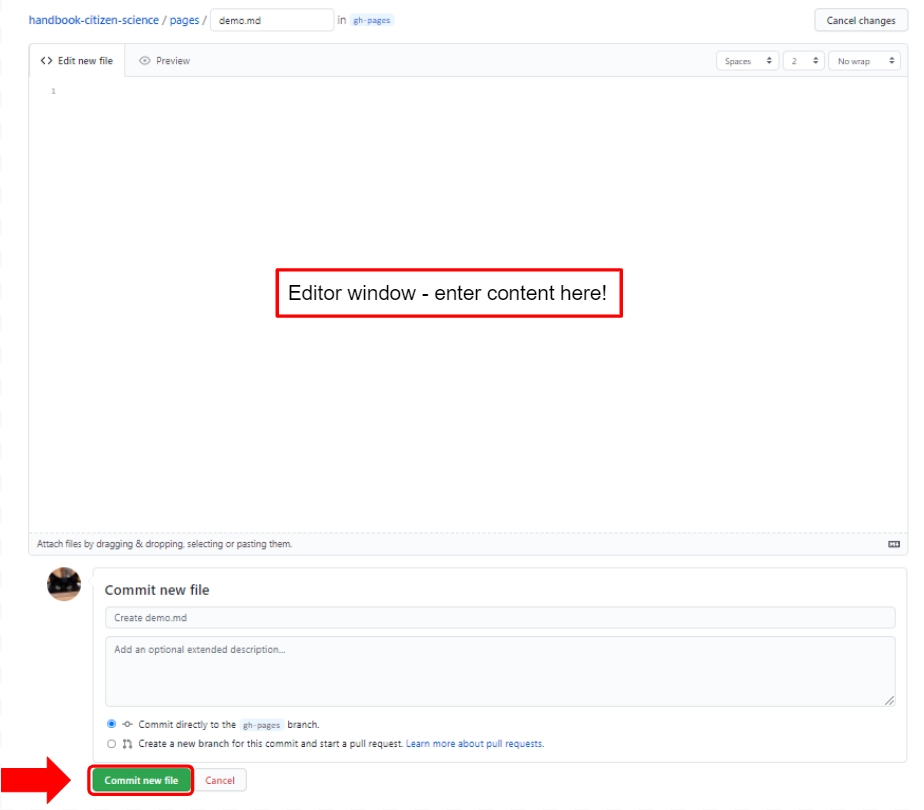 handbook-citizen-science / pages / demo.md in gh-pages Cancel changes
<> Edit new file Preview Spaces 2 No wrap
1
Editor window - enter content here!
Attach files by dragging & dropping, selecting or pasting them.
Commit new file
Create demo.md
Add an optional extended description...
Commit directly to the gh-pages branch.
Create a new branch for this commit and start a pull request. Learn more about pull requests.
Commit new file Cancel